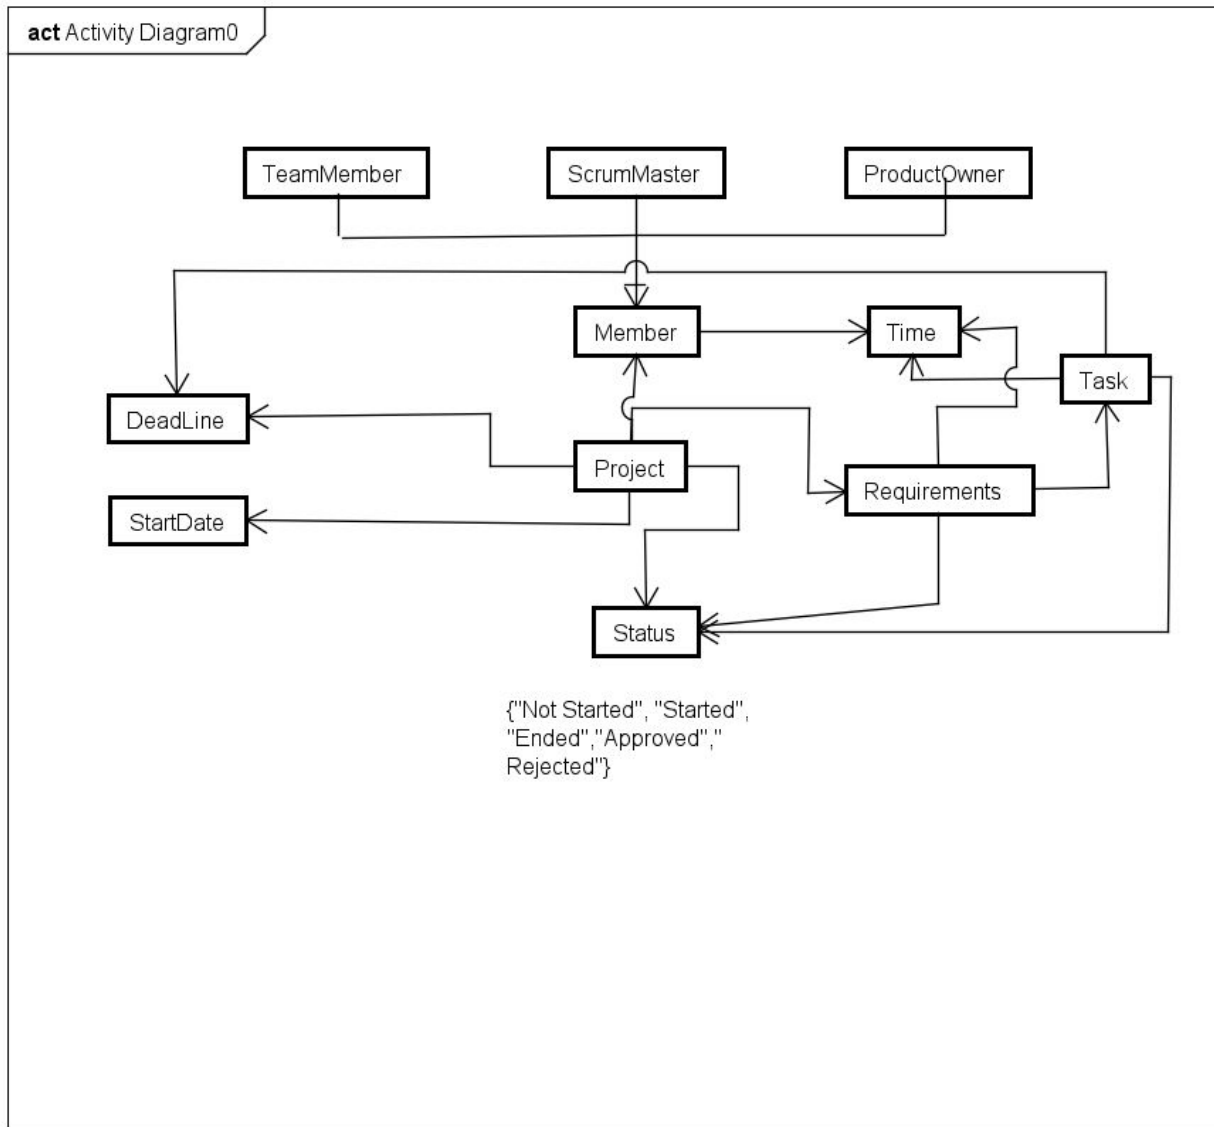 act Activity Diagram0
TeamMember
ScrumMaster
ProductOwner
Member
Time
Task
DeadLine
Project
Requirements
StartDate
Status
{"Not Started", "Started",
"Ended","Approved","
Rejected"}